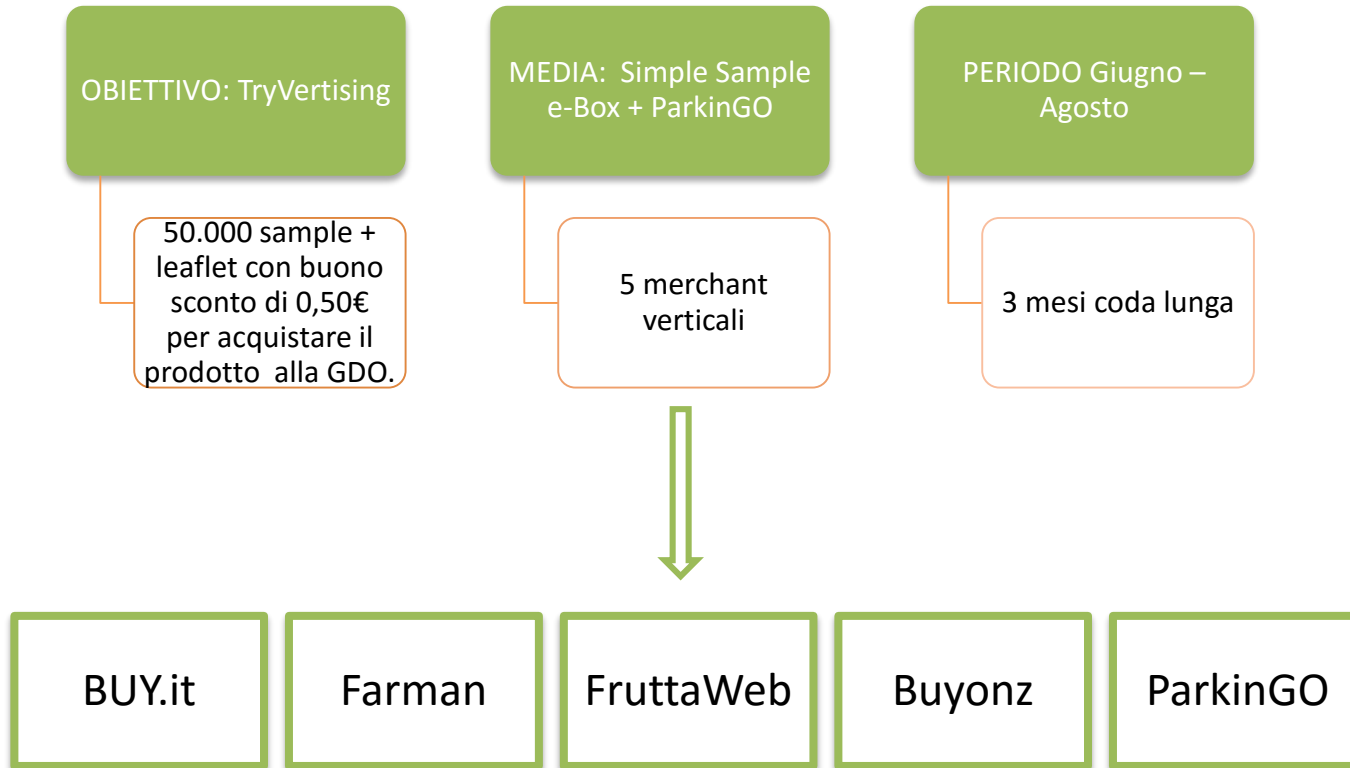 OBIETTIVO: TryVertising
MEDIA: Simple Sample
e-Box + ParkinGO
PERIODO Giugno –
Agosto
50.000 sample +
leaflet con buono
sconto di 0,50€
per acquistare il
prodotto alla GDO.
5 merchant
verticali
3 mesi coda lunga
BUY.it
Farman
FruttaWeb
Buyonz
ParkinGO